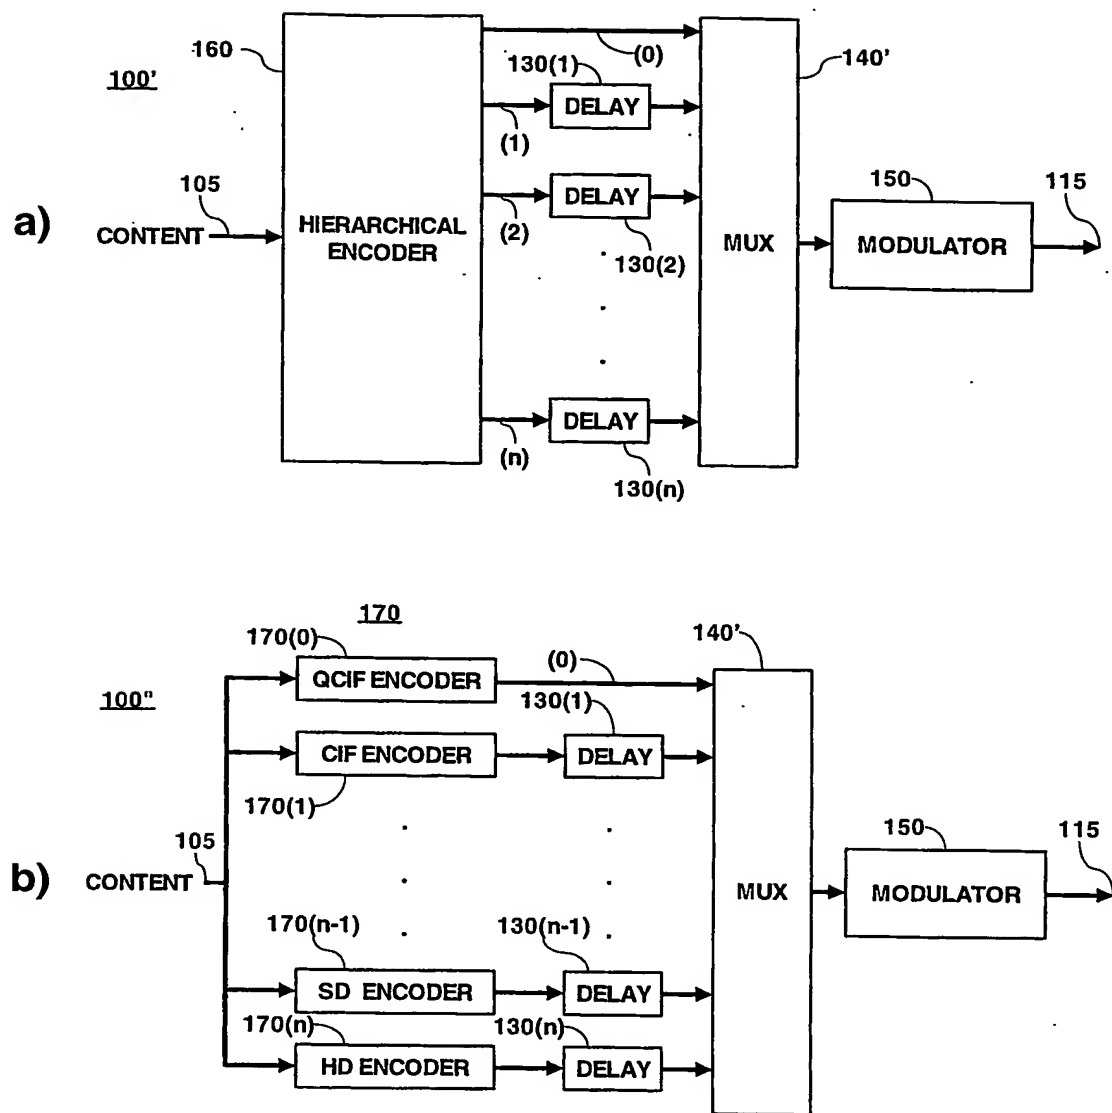 160
(0)
140'
100'
130(1)
DELAY
(1)
105
150
115
DELAY
a)
CONTENT
HIERARCHICAL
ENCODER
(2)
MUX
MODULATOR
130(2)
DELAY
(n)
130(n)
170
140'
170(0)
(0)
QCIF ENCODER
100"
130(1)
CIF ENCODER
DELAY
170(1)
105
150
115
b)
CONTENT
MUX
MODULATOR
170(n-1)
130(n-1)
SD ENCODER
DELAY
170(n)
130(n)
HD ENCODER
DELAY